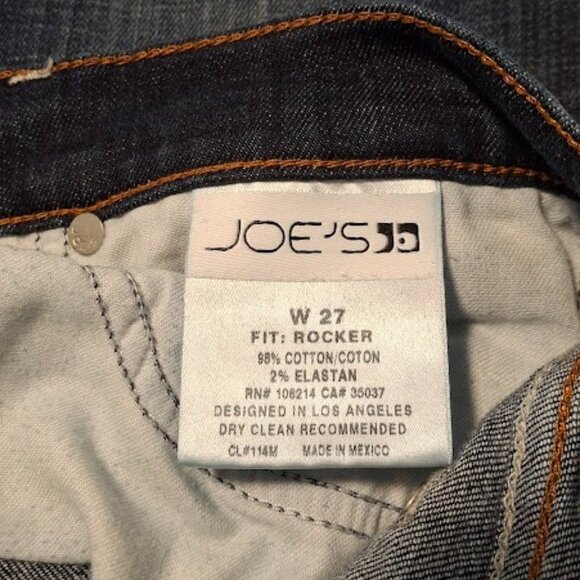 JOE'S
W 27
FIT: ROCKER
98% COTTON/COTON
2% ELASTAN
RN# 106214 CA# 35037
DESIGNED IN LOS ANGELES
DRY CLEAN RECOMMENDED
CL#114M MADE IN MEXICO